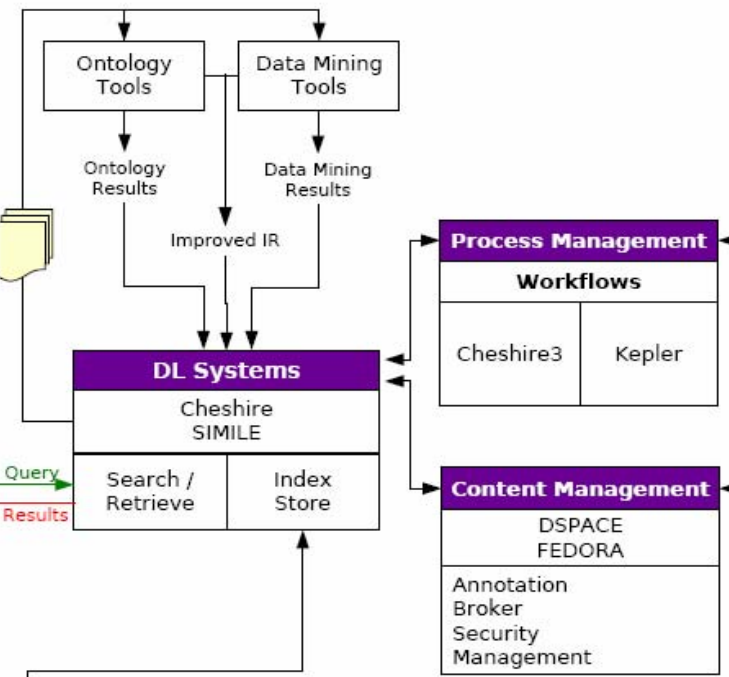 Ontology
Tools
Data Mining
Tools
Ontology
Results
Data Mining
Results
Improved IR
Process Management
Workflows
Cheshire3
Kepler
DL Systems
Cheshire
SIMILE
Query
Results
Search /
Retrieve
Index
Store
Content Management
DSPACE
FEDORA
Annotation
Broker
Security
Management